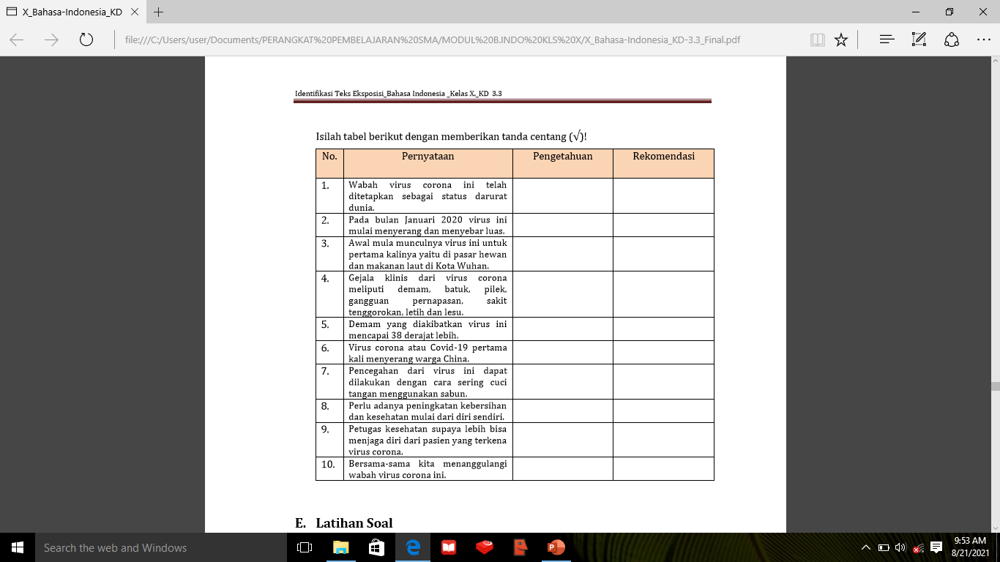 X_Bahasa-Indonesia_KD
file:///C:/Users/user/Documents/PERANGKAT%20PEMBELAJARAN%20SMA/MODUL%20B.INDO%20KLS%20X/X_Bahasa-Indonesia_KD-3.3_Final.pdf
Identifikasi Teks Eksposisi_Bahasa Indonesia _Kelas X_KD 3.3
Isilah tabel berikut dengan memberikan tanda centang (√)!
No. Pernyataan Pengetahuan Rekomendasi
1. Wabah virus corona ini telah
ditetapkan sebagai status darurat
dunia.
2. Pada bulan Januari 2020 virus ini
mulai menyerang dan menyebar luas.
3. Awal mula munculnya virus ini untuk
pertama kalinya yaitu di pasar hewan
dan makanan laut di Kota Wuhan.
4. Gejala klinis dari virus corona
meliputi demam, batuk, pilek,
gangguan pernapasan, sakit
tenggorokan, letih dan lesu.
5. Demam yang diakibatkan virus ini
mencapai 38 derajat lebih.
6. Virus corona atau Covid-19 pertama
kali menyerang warga China.
7. Pencegahan dari virus ini dapat
dilakukan dengan cara sering cuci
tangan menggunakan sabun.
8. Perlu adanya peningkatan kebersihan
dan kesehatan mulai dari diri sendiri.
9. Petugas kesehatan supaya lebih bisa
menjaga diri dari pasien yang terkena
virus corona.
10. Bersama-sama kita menanggulangi
wabah virus corona ini.
E. Latihan Soal
Search the web and Windows
9:53 AM
8/21/2021